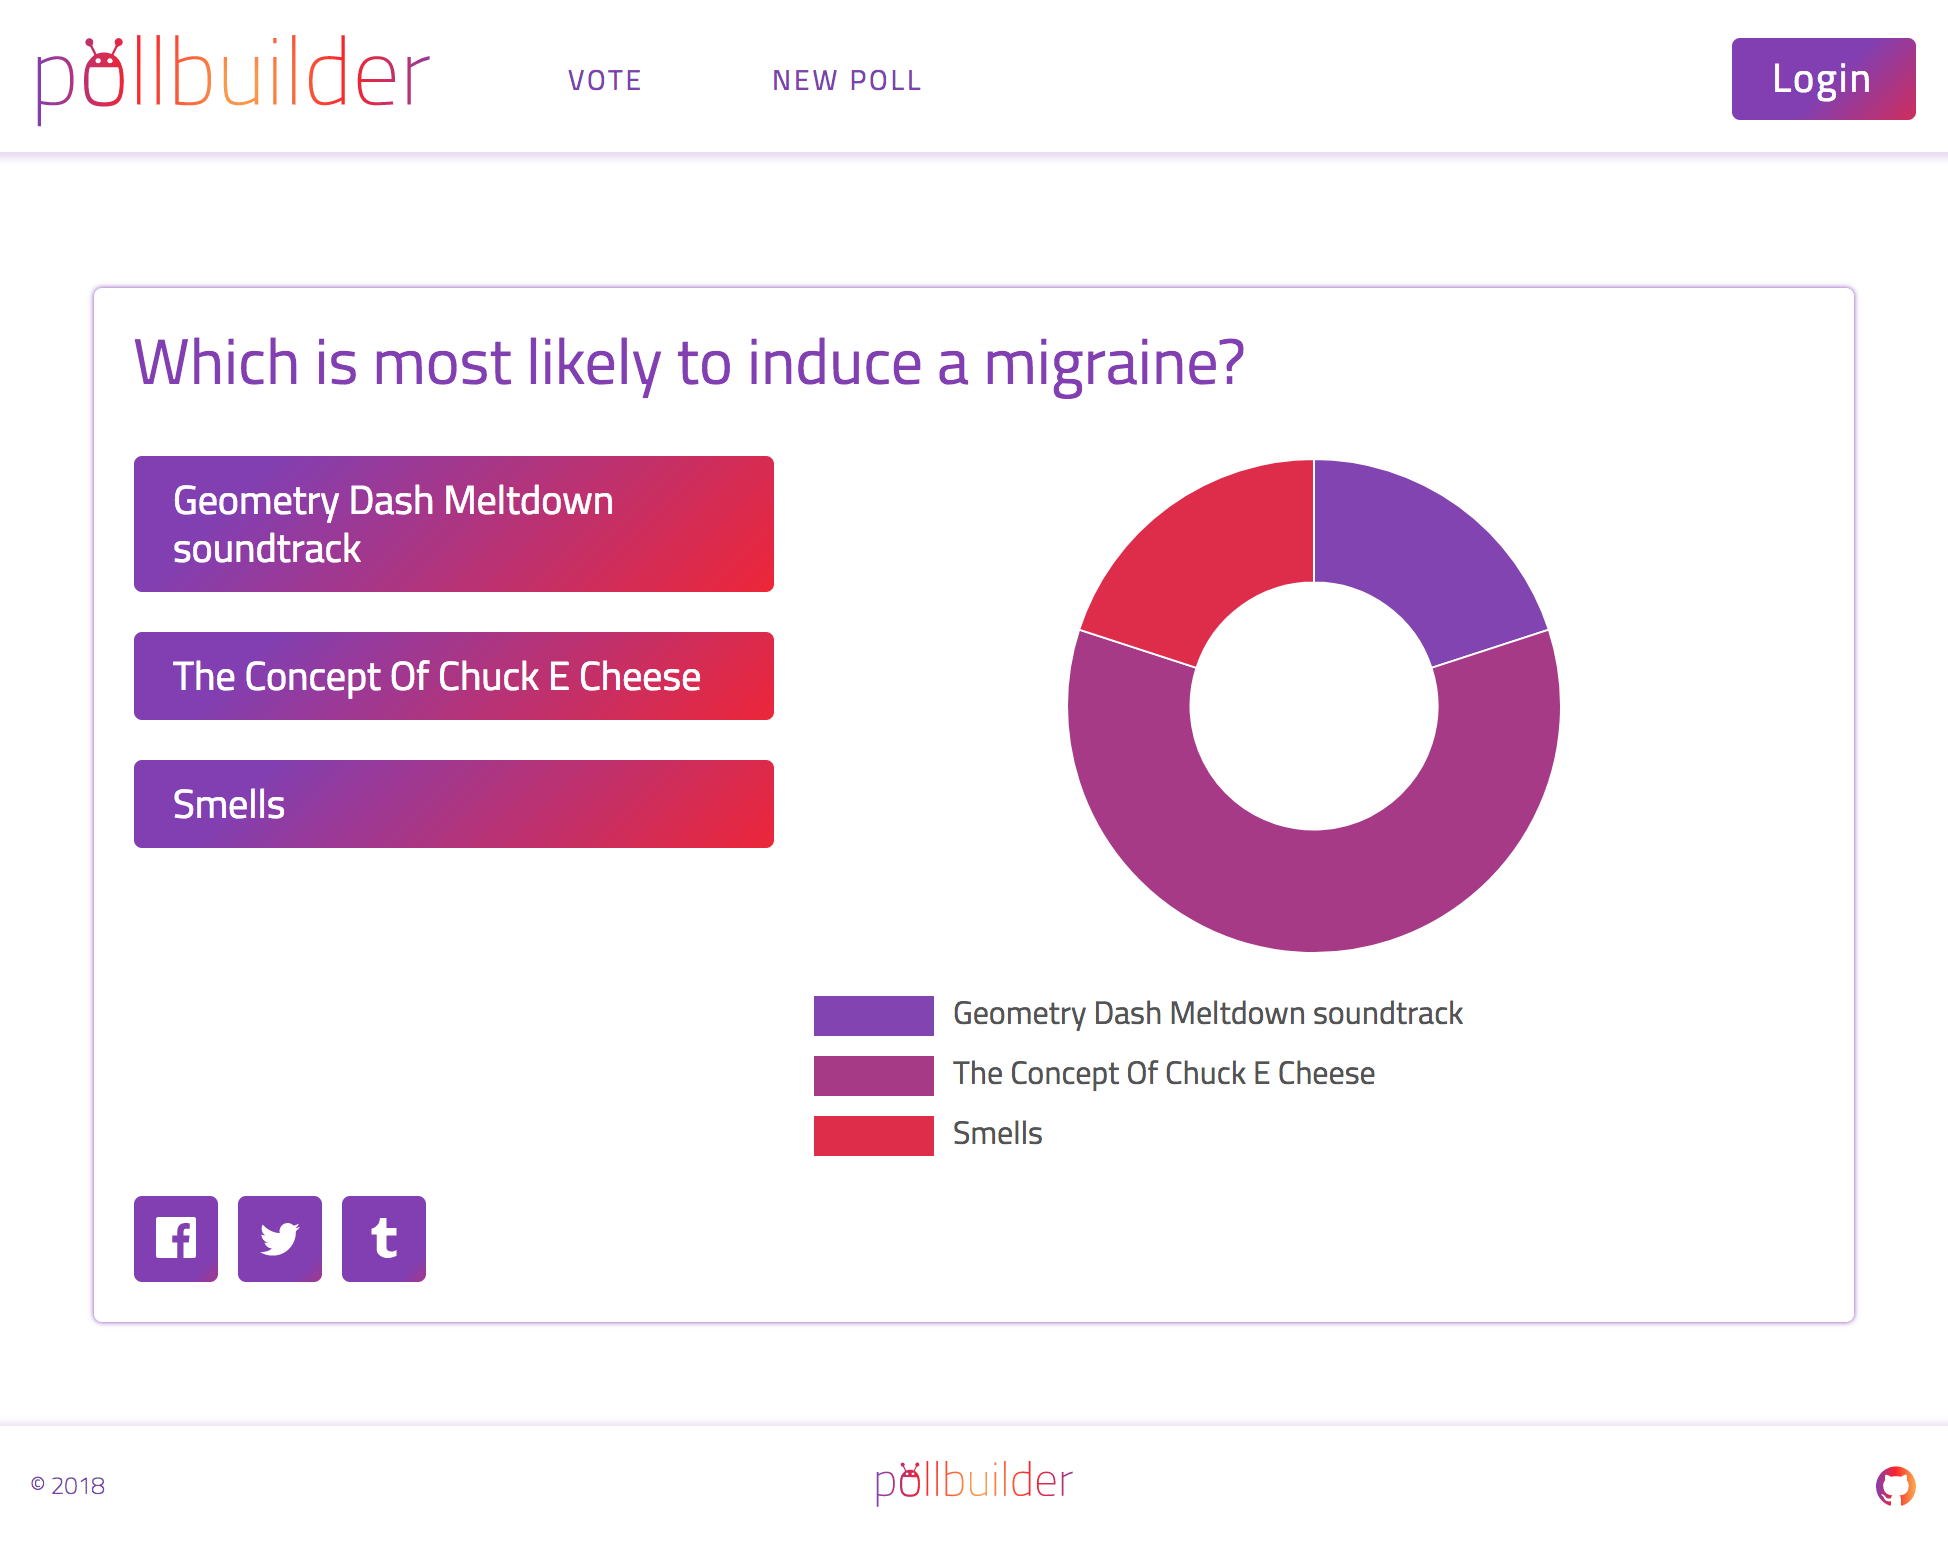 pollbuilder
VOTE
NEW POLL
Login
Which is most likely to induce a migraine?
Geometry Dash Meltdown
soundtrack
The Concept Of Chuck E Cheese
Smells
Geometry Dash Meltdown soundtrack
The Concept Of Chuck E Cheese
Smells
© 2018
pollbuilder